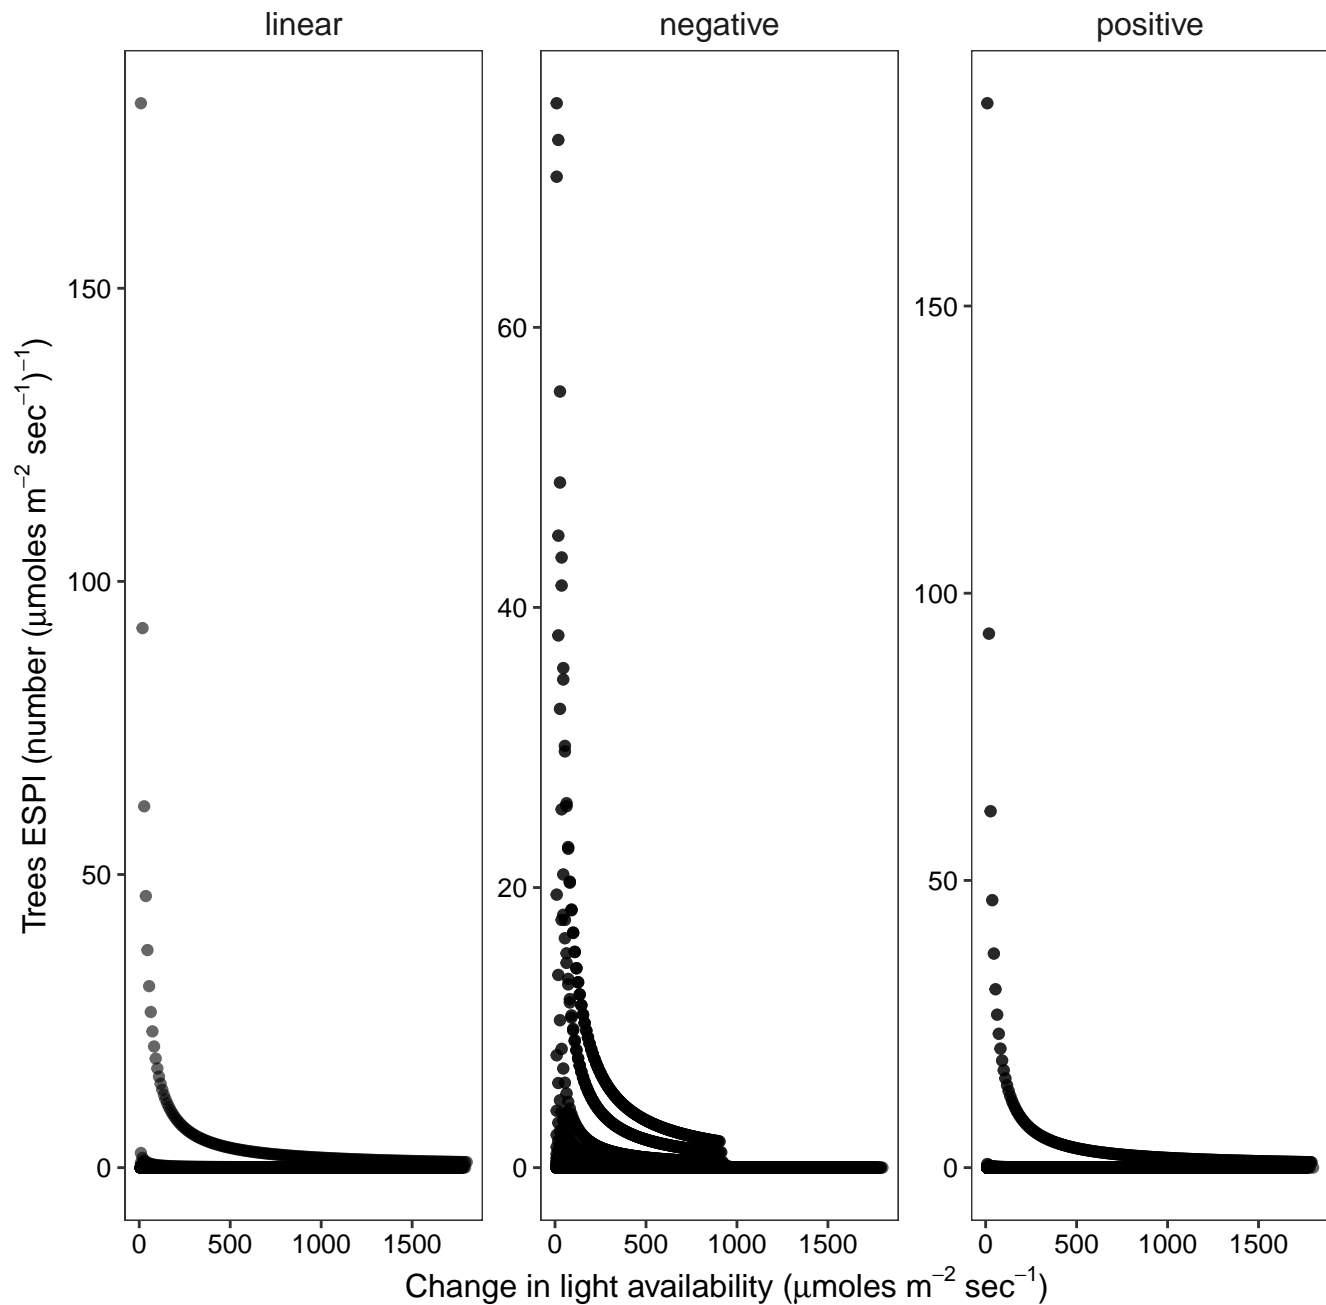 linear negative positive
Trees ESPI (number (μmoles m⁻² sec⁻¹)⁻¹)
150
100
50
0
60
40
20
0
150
100
50
0
0 500 1000 1500
0 500 1000 1500
0 500 1000 1500
Change in light availability (μmoles m⁻² sec⁻¹)